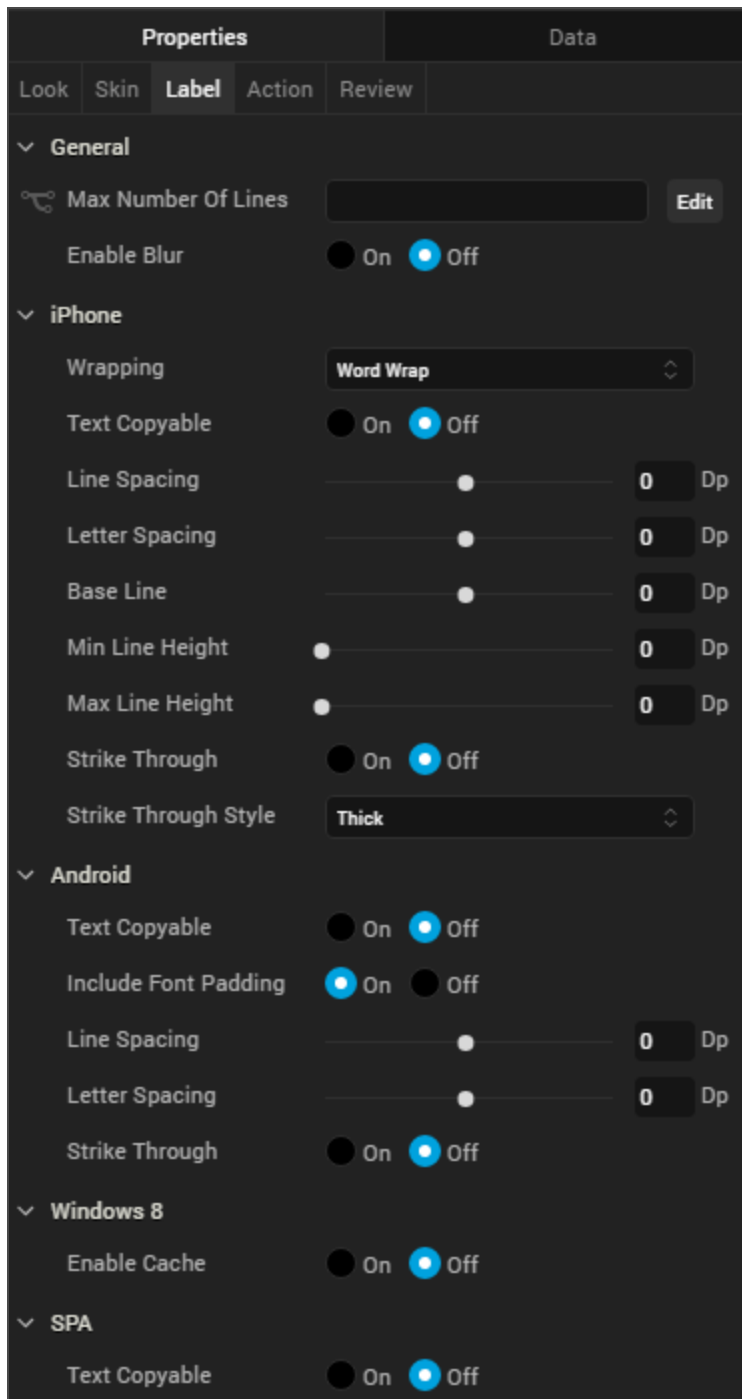 Properties Data
Look Skin Label Action Review
General
Max Number Of Lines Edit
Enable Blur On Off
iPhone
Wrapping Word Wrap
Text Copyable On Off
Line Spacing 0 Dp
Letter Spacing 0 Dp
Base Line 0 Dp
Min Line Height 0 Dp
Max Line Height 0 Dp
Strike Through On Off
Strike Through Style Thick
Android
Text Copyable On Off
Include Font Padding On Off
Line Spacing 0 Dp
Letter Spacing 0 Dp
Strike Through On Off
Windows 8
Enable Cache On Off
SPA
Text Copyable On Off